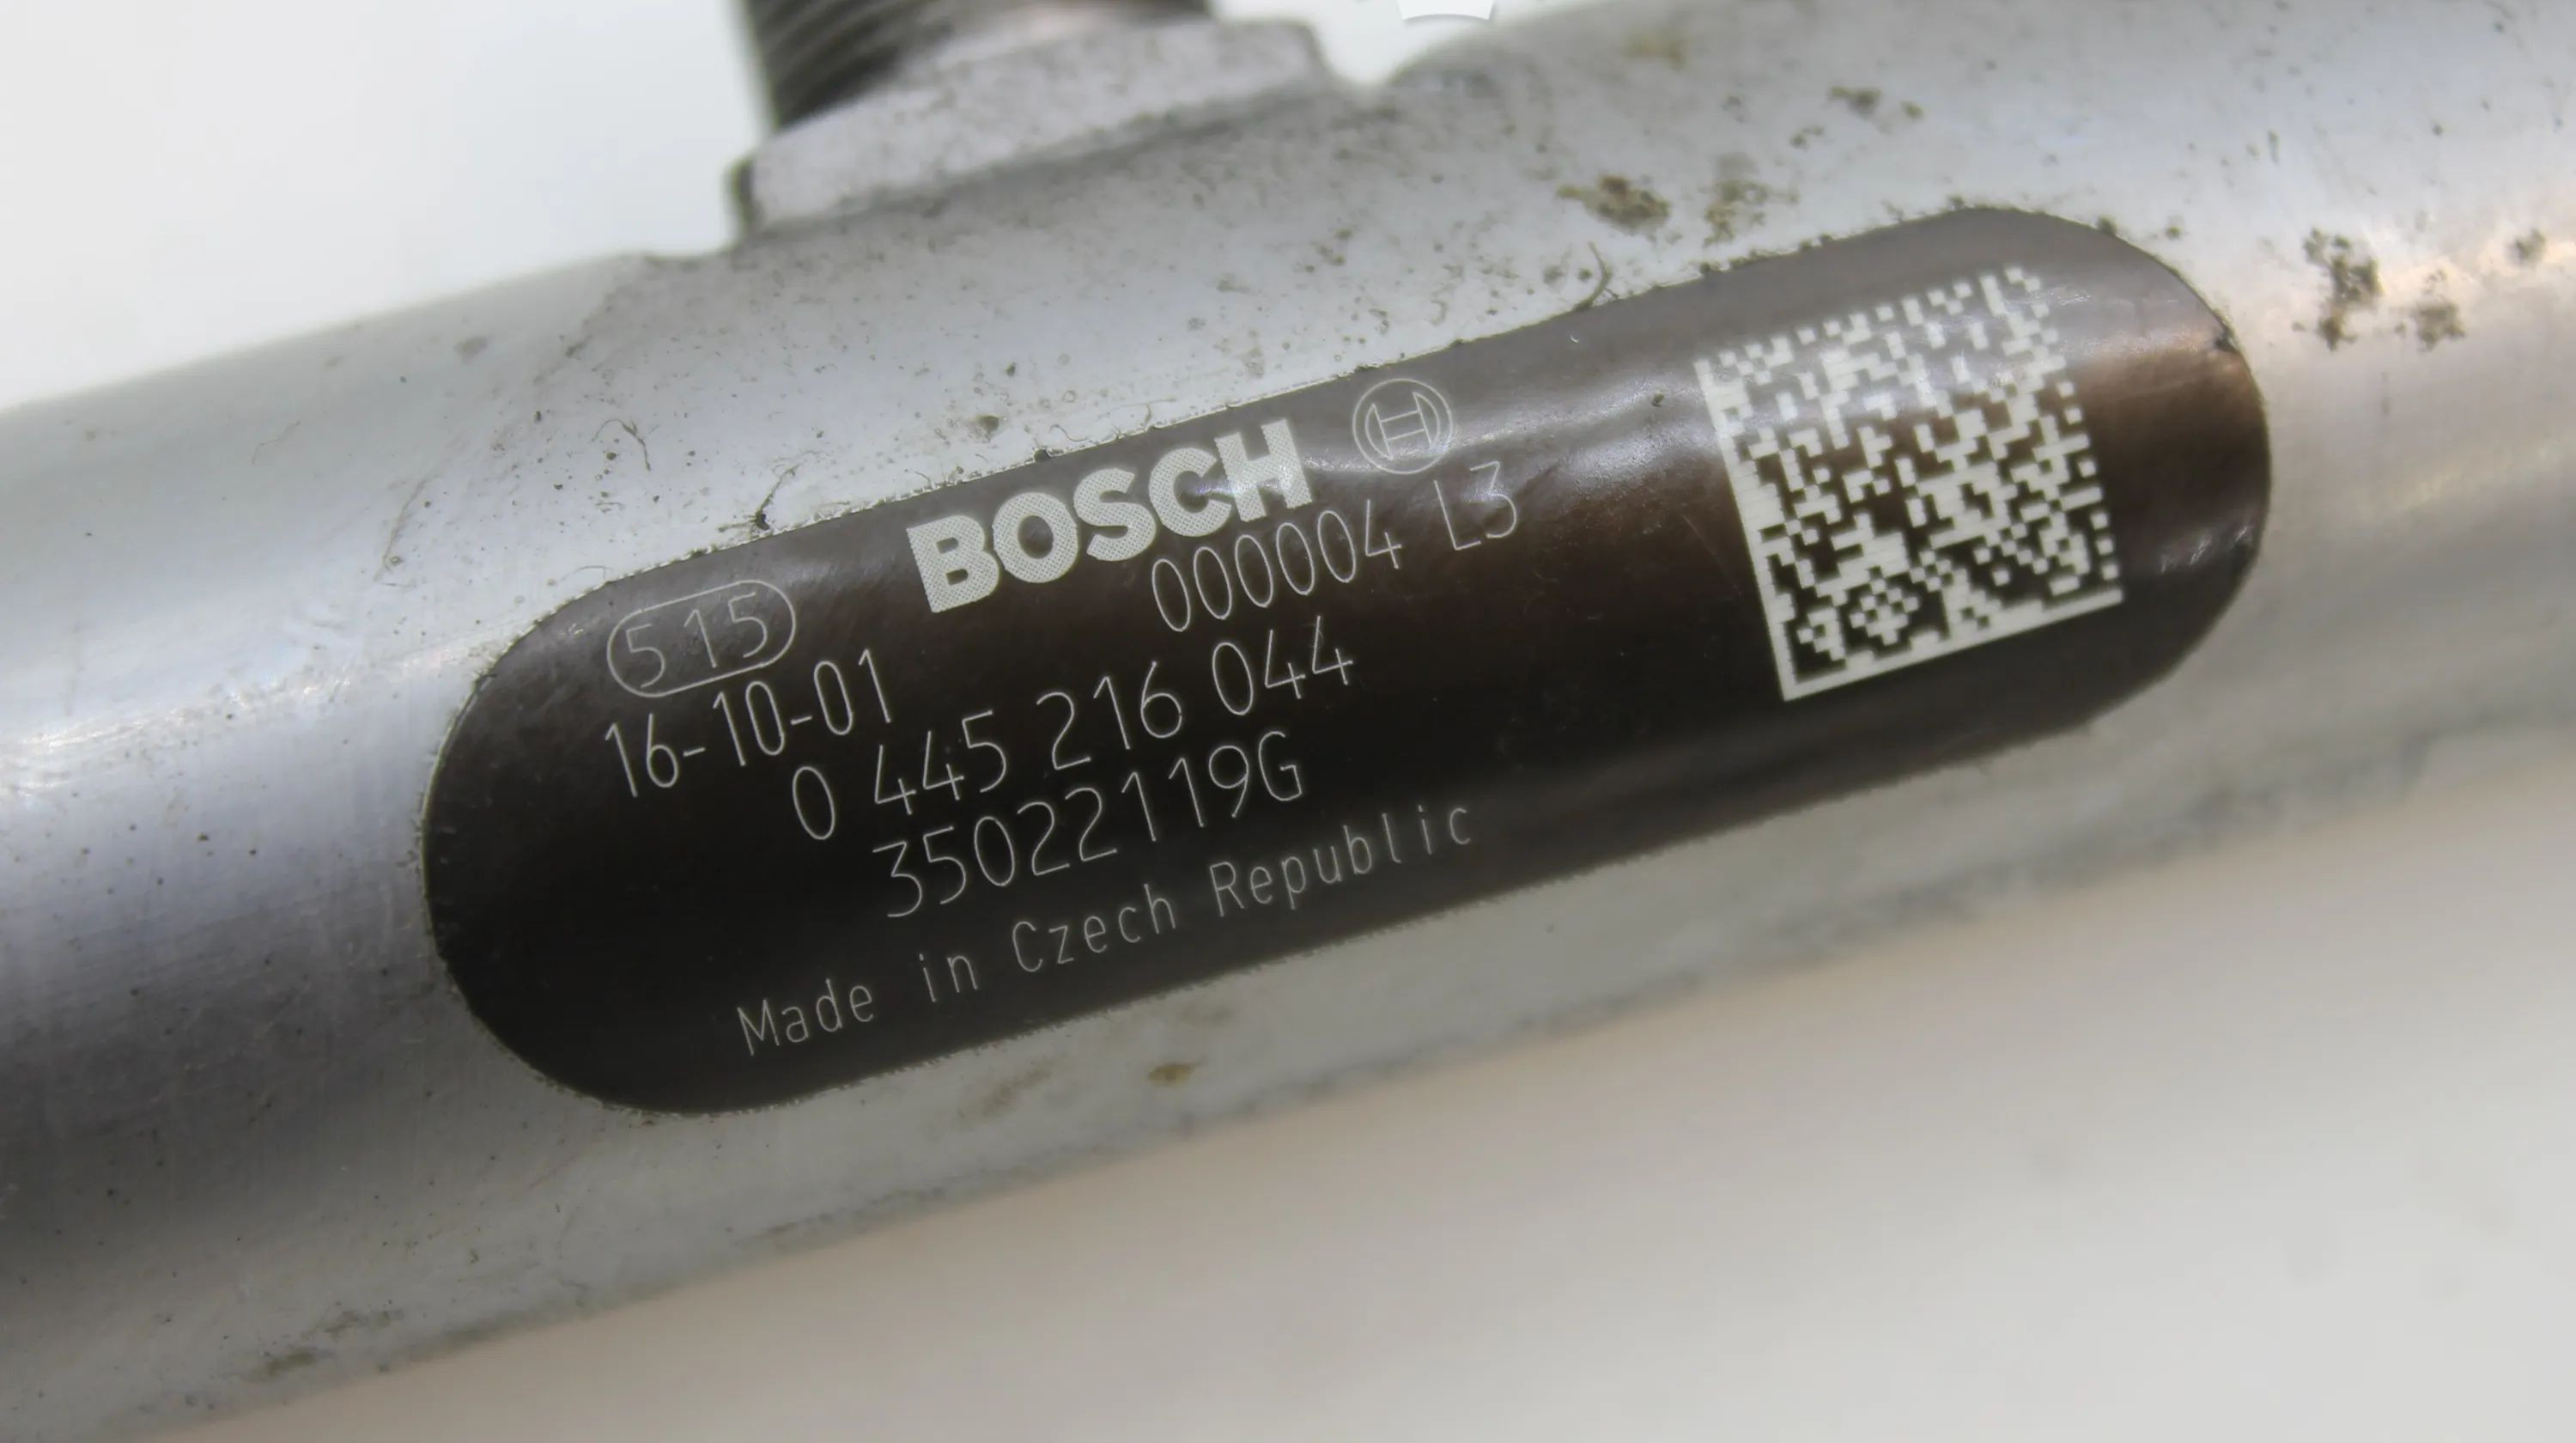 BOSCH
515
000004 L3
16-10-01
0 445 216 044
35022119G
Made in Czech Republic